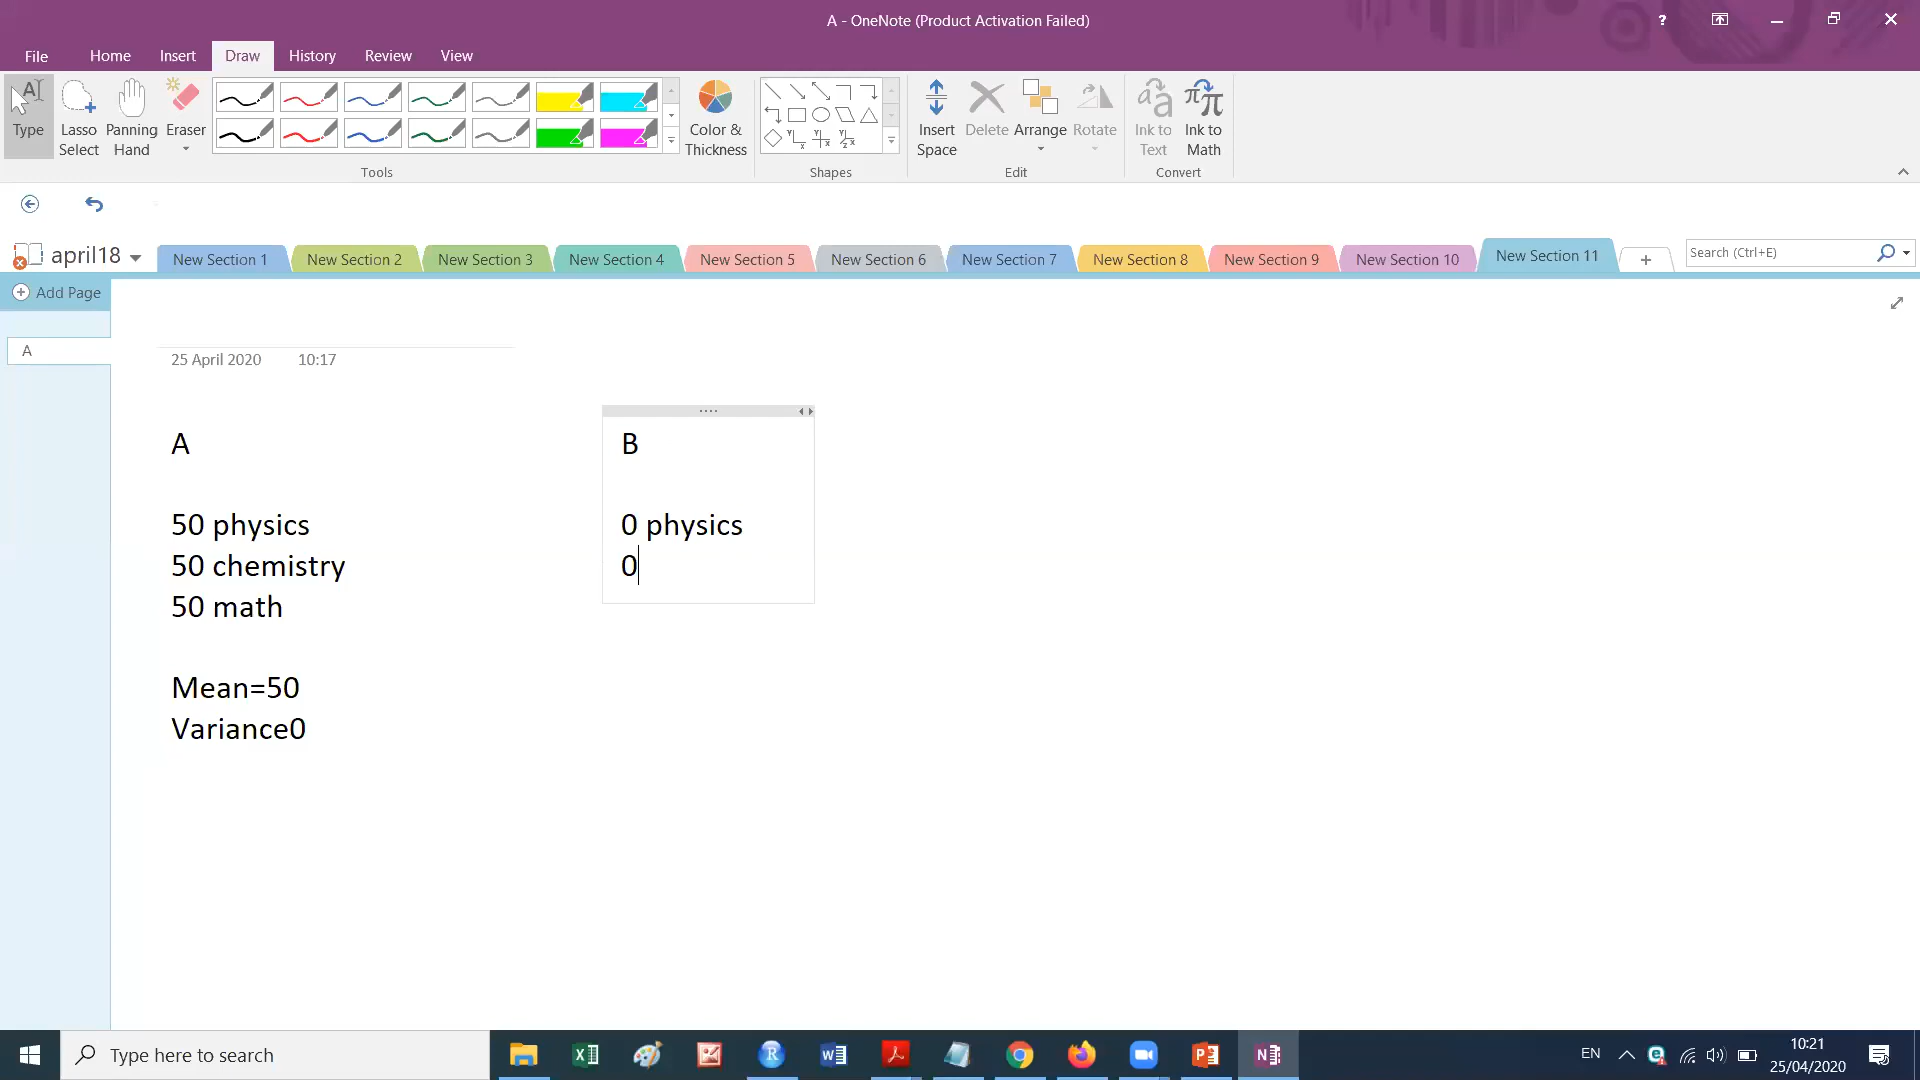 A - OneNote (Product Activation Failed)
?
File
Home
Insert
Draw
History
Review
View
Type
Lasso Select
Panning Hand
Eraser
Color & Thickness
Insert Space
Delete
Arrange
Rotate
Ink to Text
Ink to Math
Tools
Shapes
Edit
Convert
april18
New Section 1
New Section 2
New Section 3
New Section 4
New Section 5
New Section 6
New Section 7
New Section 8
New Section 9
New Section 10
New Section 11
+
Search (Ctrl+E)
Add Page
A
25 April 2020 10:17
A
50 physics
50 chemistry
50 math
Mean=50
Variance0
B
0 physics
0
Type here to search
EN
10:21
25/04/2020